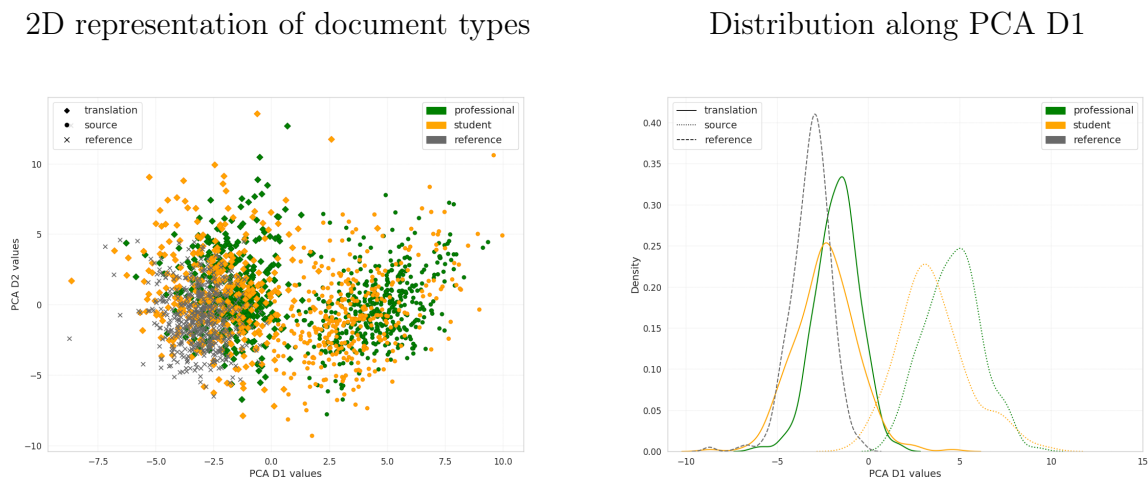 2D representation of document types
translation
source
reference
professional
student
reference
10
5
0
−5
−10
PCA D2 values
−7.5 −5.0 −2.5 0.0 2.5 5.0 7.5 10.0
PCA D1 values
Distribution along PCA D1
translation
source
reference
professional
student
reference
0.40
0.35
0.30
0.25
0.20
0.15
0.10
0.05
0.00
Density
−10 −5 0 5 10 15
PCA D1 values